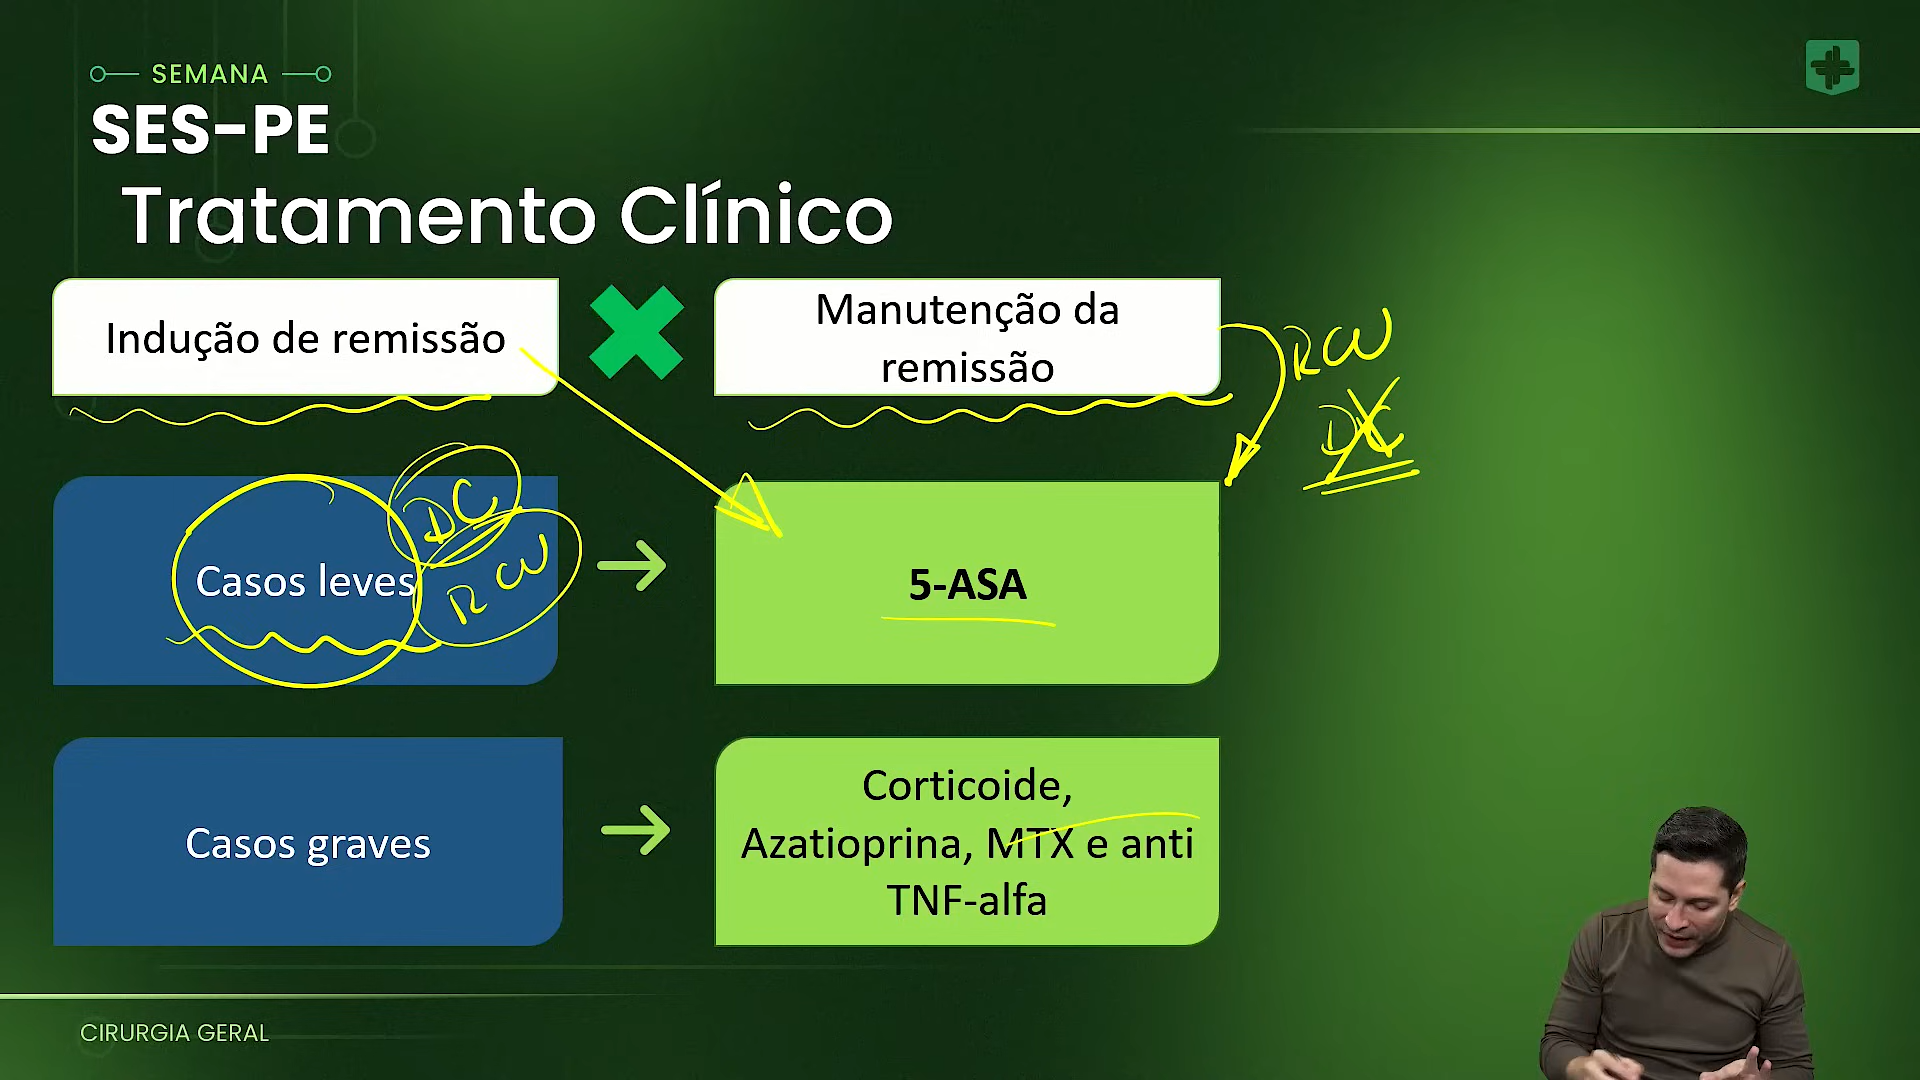 SEMANA
SES-PE
Tratamento Clínico
Indução de remissão
Manutenção da
remissão
RCU
DC
Casos leves
DC
RCU
5-ASA
Casos graves
Corticoide,
Azatioprina, MTX e anti
TNF-alfa
CIRURGIA GERAL